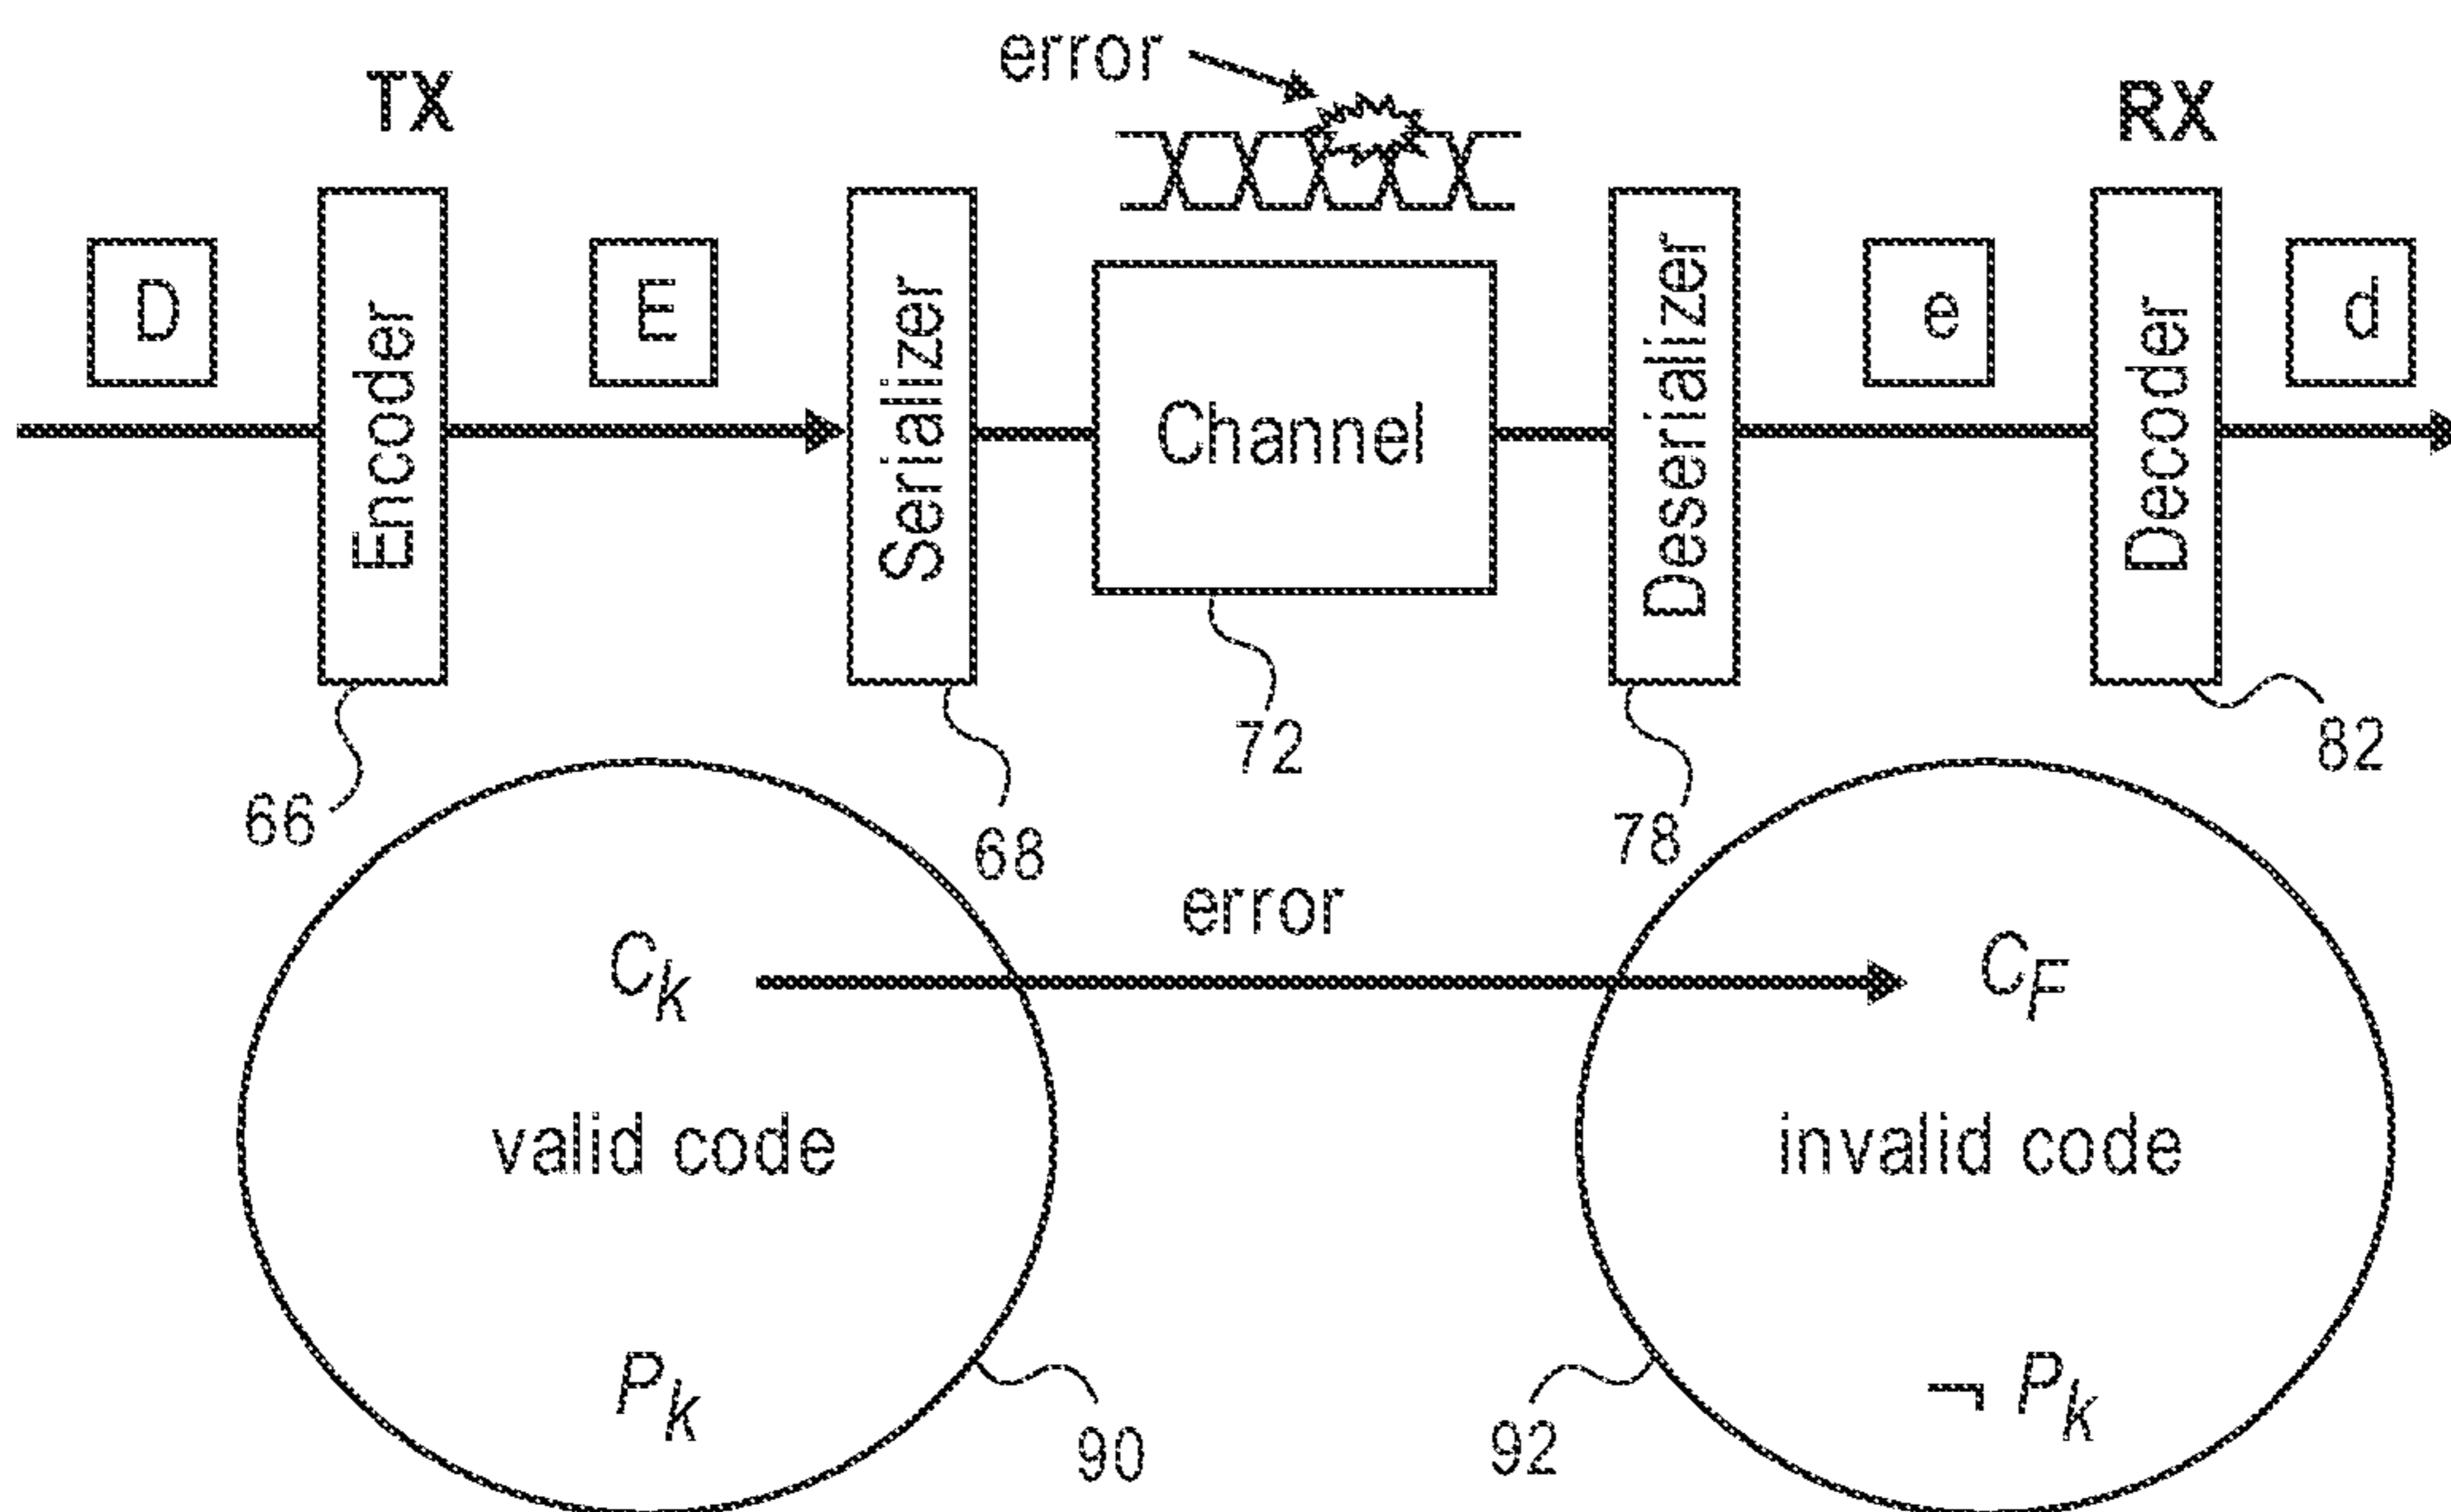 error
TX
RX
D
Encoder
E
Serializer
Channel
Deserializer
e
Decoder
d
66
68
72
78
82
error
C_k
C_F
valid code
invalid code
P_k
¬ P_k
90
92